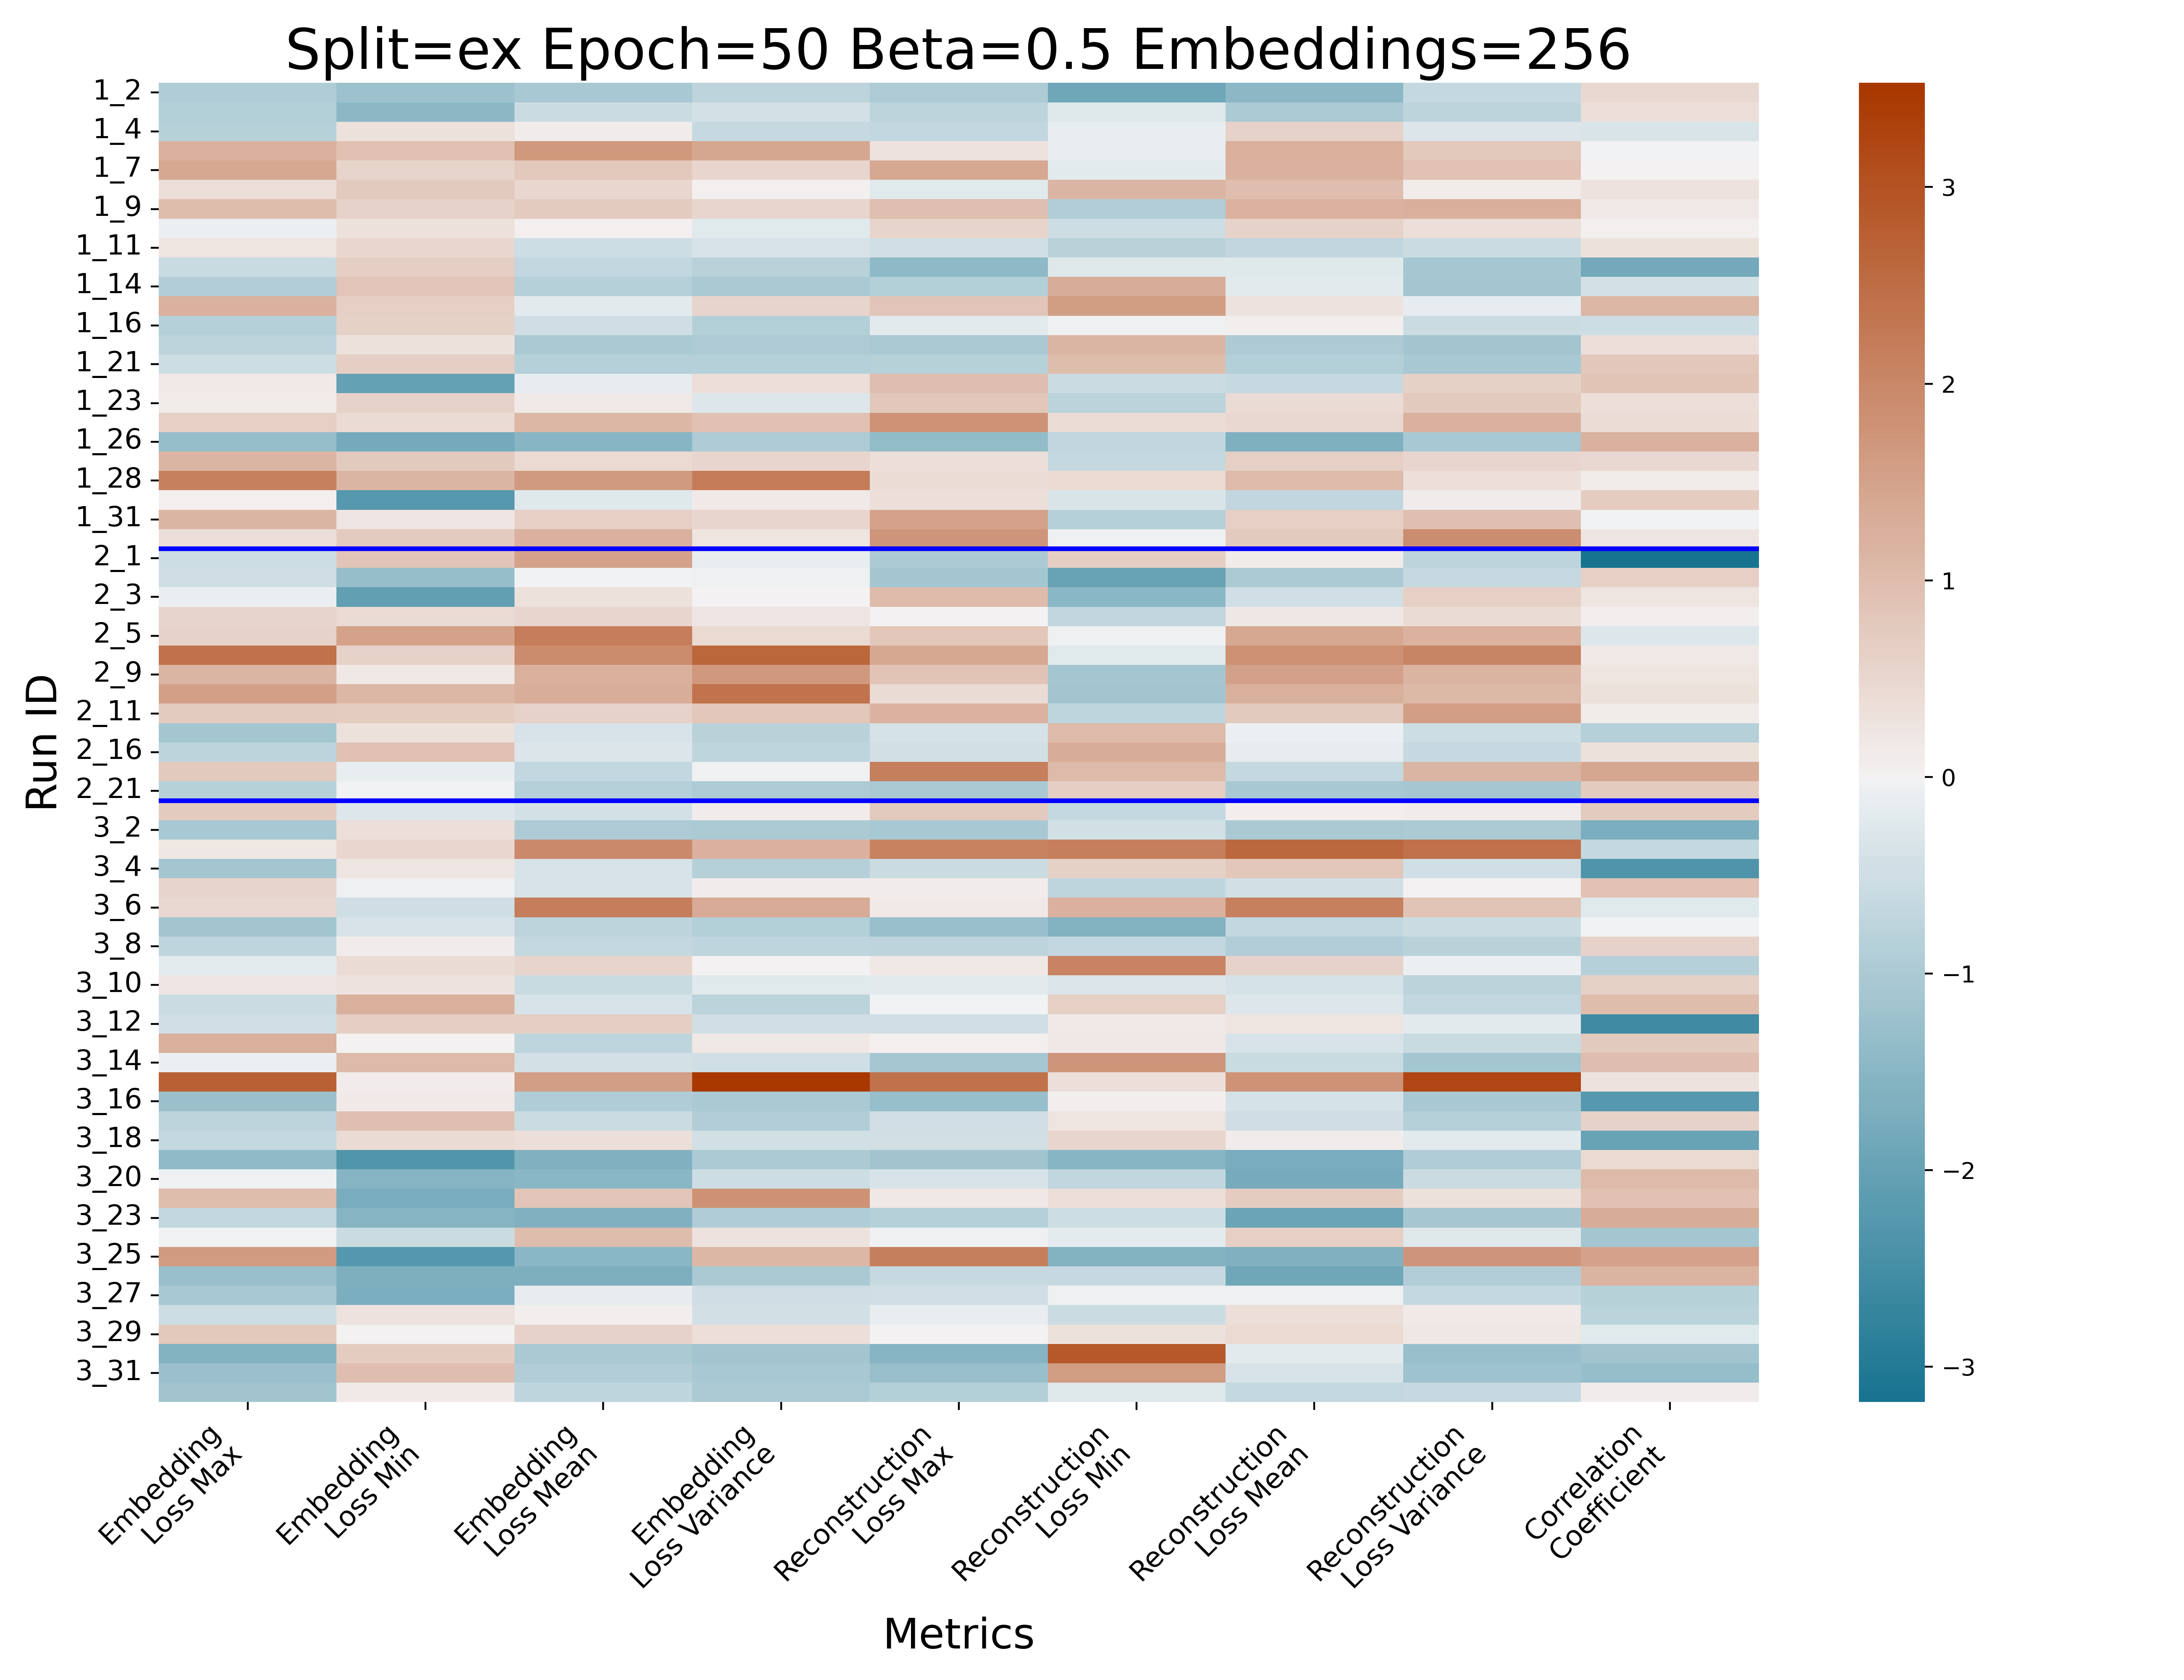 Split=ex Epoch=50 Beta=0.5 Embeddings=256
Run ID
1_2
1_4
1_7
1_9
1_11
1_14
1_16
1_21
1_23
1_26
1_28
1_31
2_1
2_3
2_5
2_9
2_11
2_16
2_21
3_2
3_4
3_6
3_8
3_10
3_12
3_14
3_16
3_18
3_20
3_23
3_25
3_27
3_29
3_31
3
2
1
0
−1
−2
−3
Embedding
Loss Max
Embedding
Loss Min
Embedding
Loss Mean
Embedding
Loss Variance
Reconstruction
Loss Max
Reconstruction
Loss Min
Reconstruction
Loss Mean
Reconstruction
Loss Variance
Correlation
Coefficient
Metrics